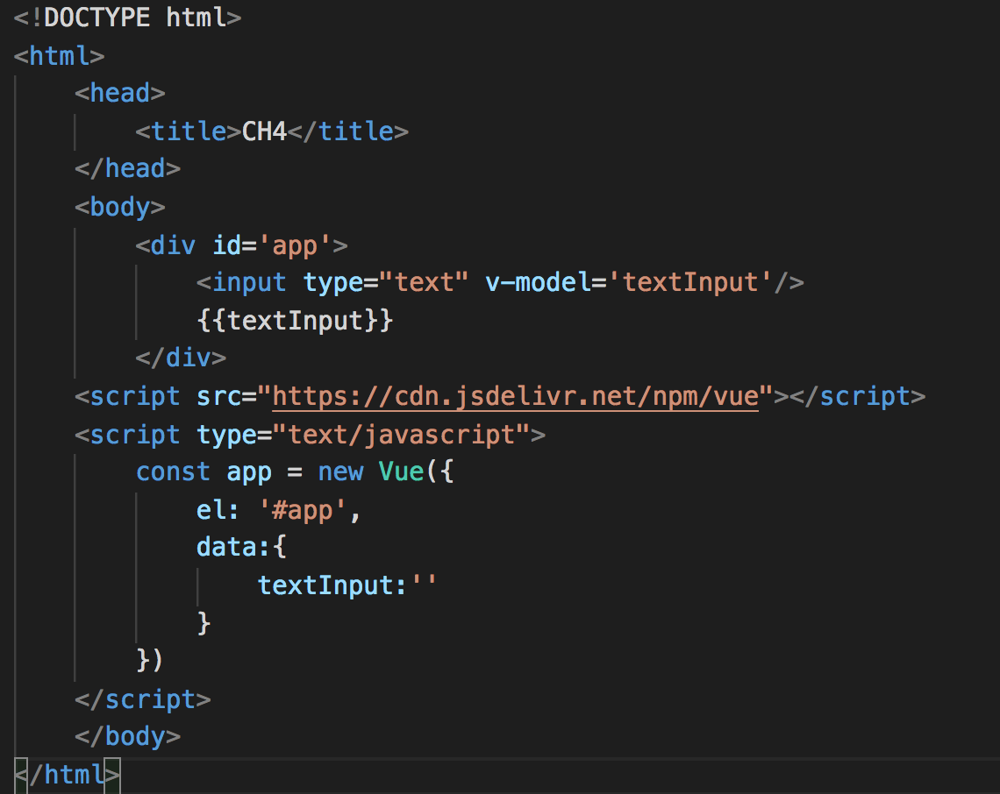 <!DOCTYPE html>
<html>
    <head>
        <title>CH4</title>
    </head>
    <body>
        <div id='app'>
            <input type="text" v-model='textInput'/>
            {{textInput}}
        </div>
    <script src="https://cdn.jsdelivr.net/npm/vue"></script>
    <script type="text/javascript">
        const app = new Vue({
            el: '#app',
            data:{
                textInput:''
            }
        })
    </script>
    </body>
</html>